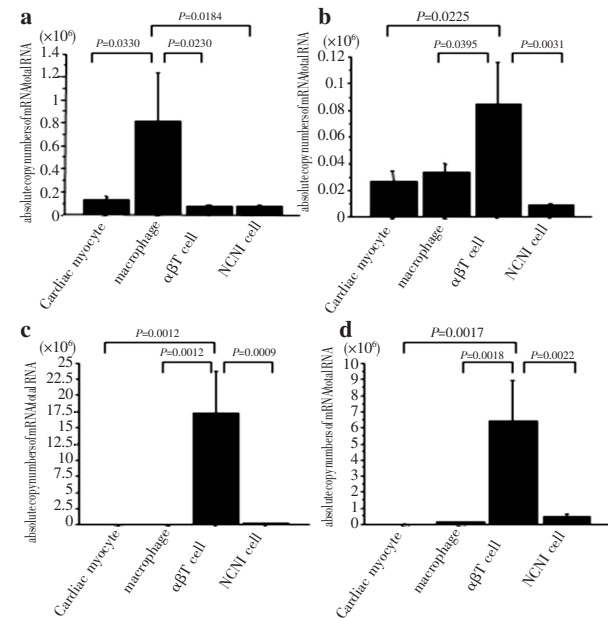 a
(×10⁶)
P=0.0184
P=0.0330
P=0.0230
absolute copy numbers of mRNA/total RNA
1.4
1.2
1
0.8
0.6
0.4
0.2
0
Cardiac myocyte
macrophage
αβT cell
NCNI cell
b
(×10⁶)
P=0.0225
P=0.0395
P=0.0031
absolute copy numbers of mRNA/total RNA
0.12
0.1
0.08
0.06
0.04
0.02
0
Cardiac myocyte
macrophage
αβT cell
NCNI cell
c
(×10⁶)
P=0.0012
P=0.0012
P=0.0009
absolute copy numbers of mRNA/total RNA
25
22.5
20
17.5
15
12.5
10
7.5
5
2.5
0
Cardiac myocyte
macrophage
αβT cell
NCNI cell
d
(×10⁶)
P=0.0017
P=0.0018
P=0.0022
absolute copy numbers of mRNA/total RNA
10
9
8
7
6
5
4
3
2
1
0
Cardiac myocyte
macrophage
αβT cell
NCNI cell